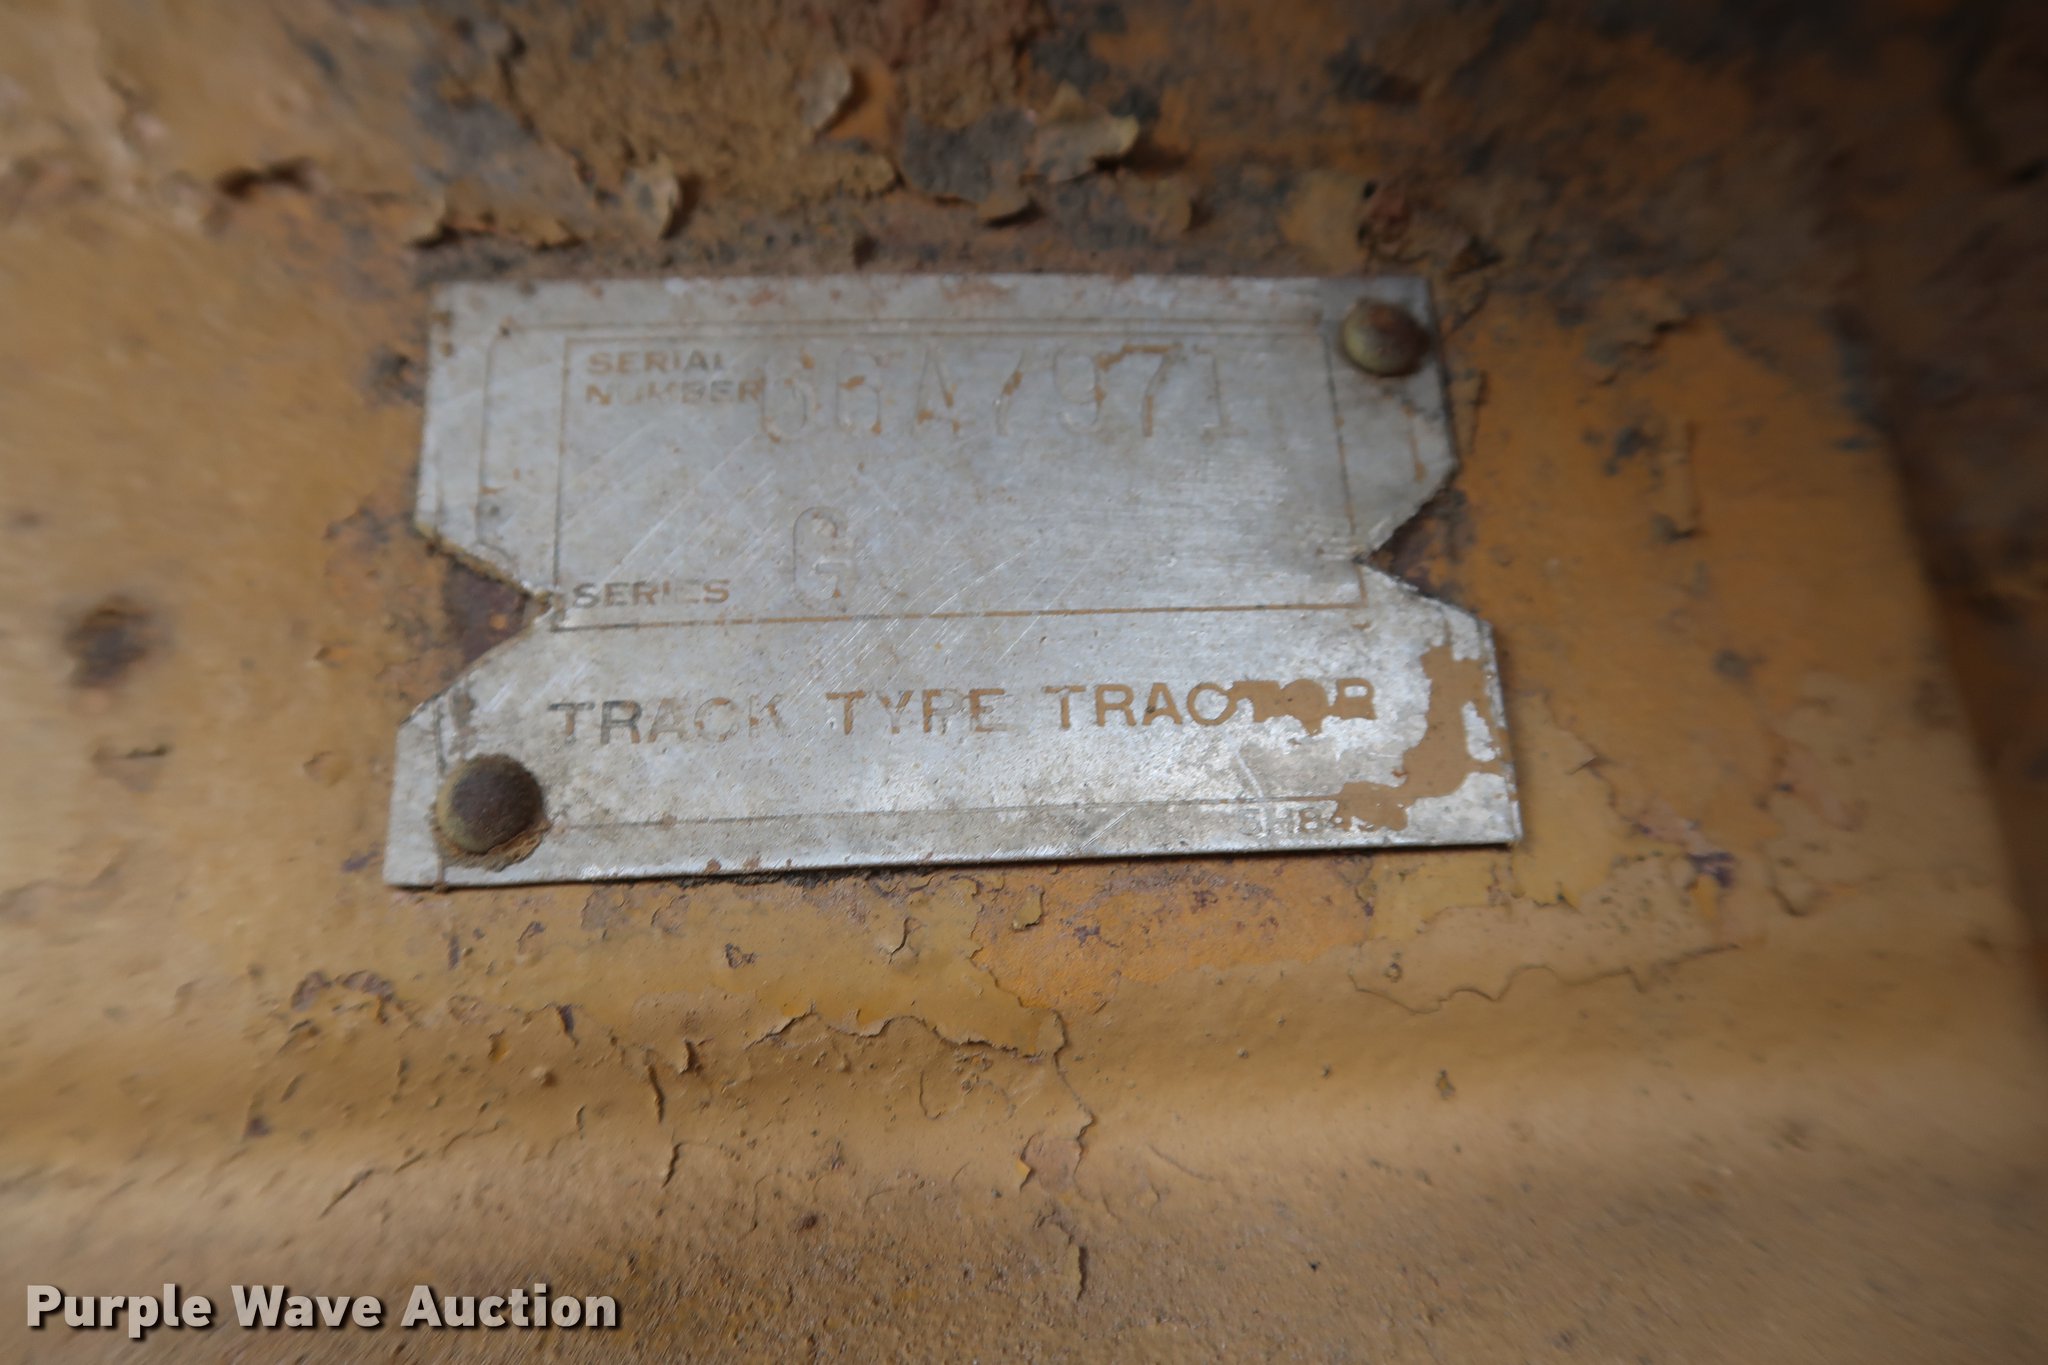 SERIAL
NUMBER 66A7971
SERIES G
TRACK TYPE TRACTOR
Purple Wave Auction